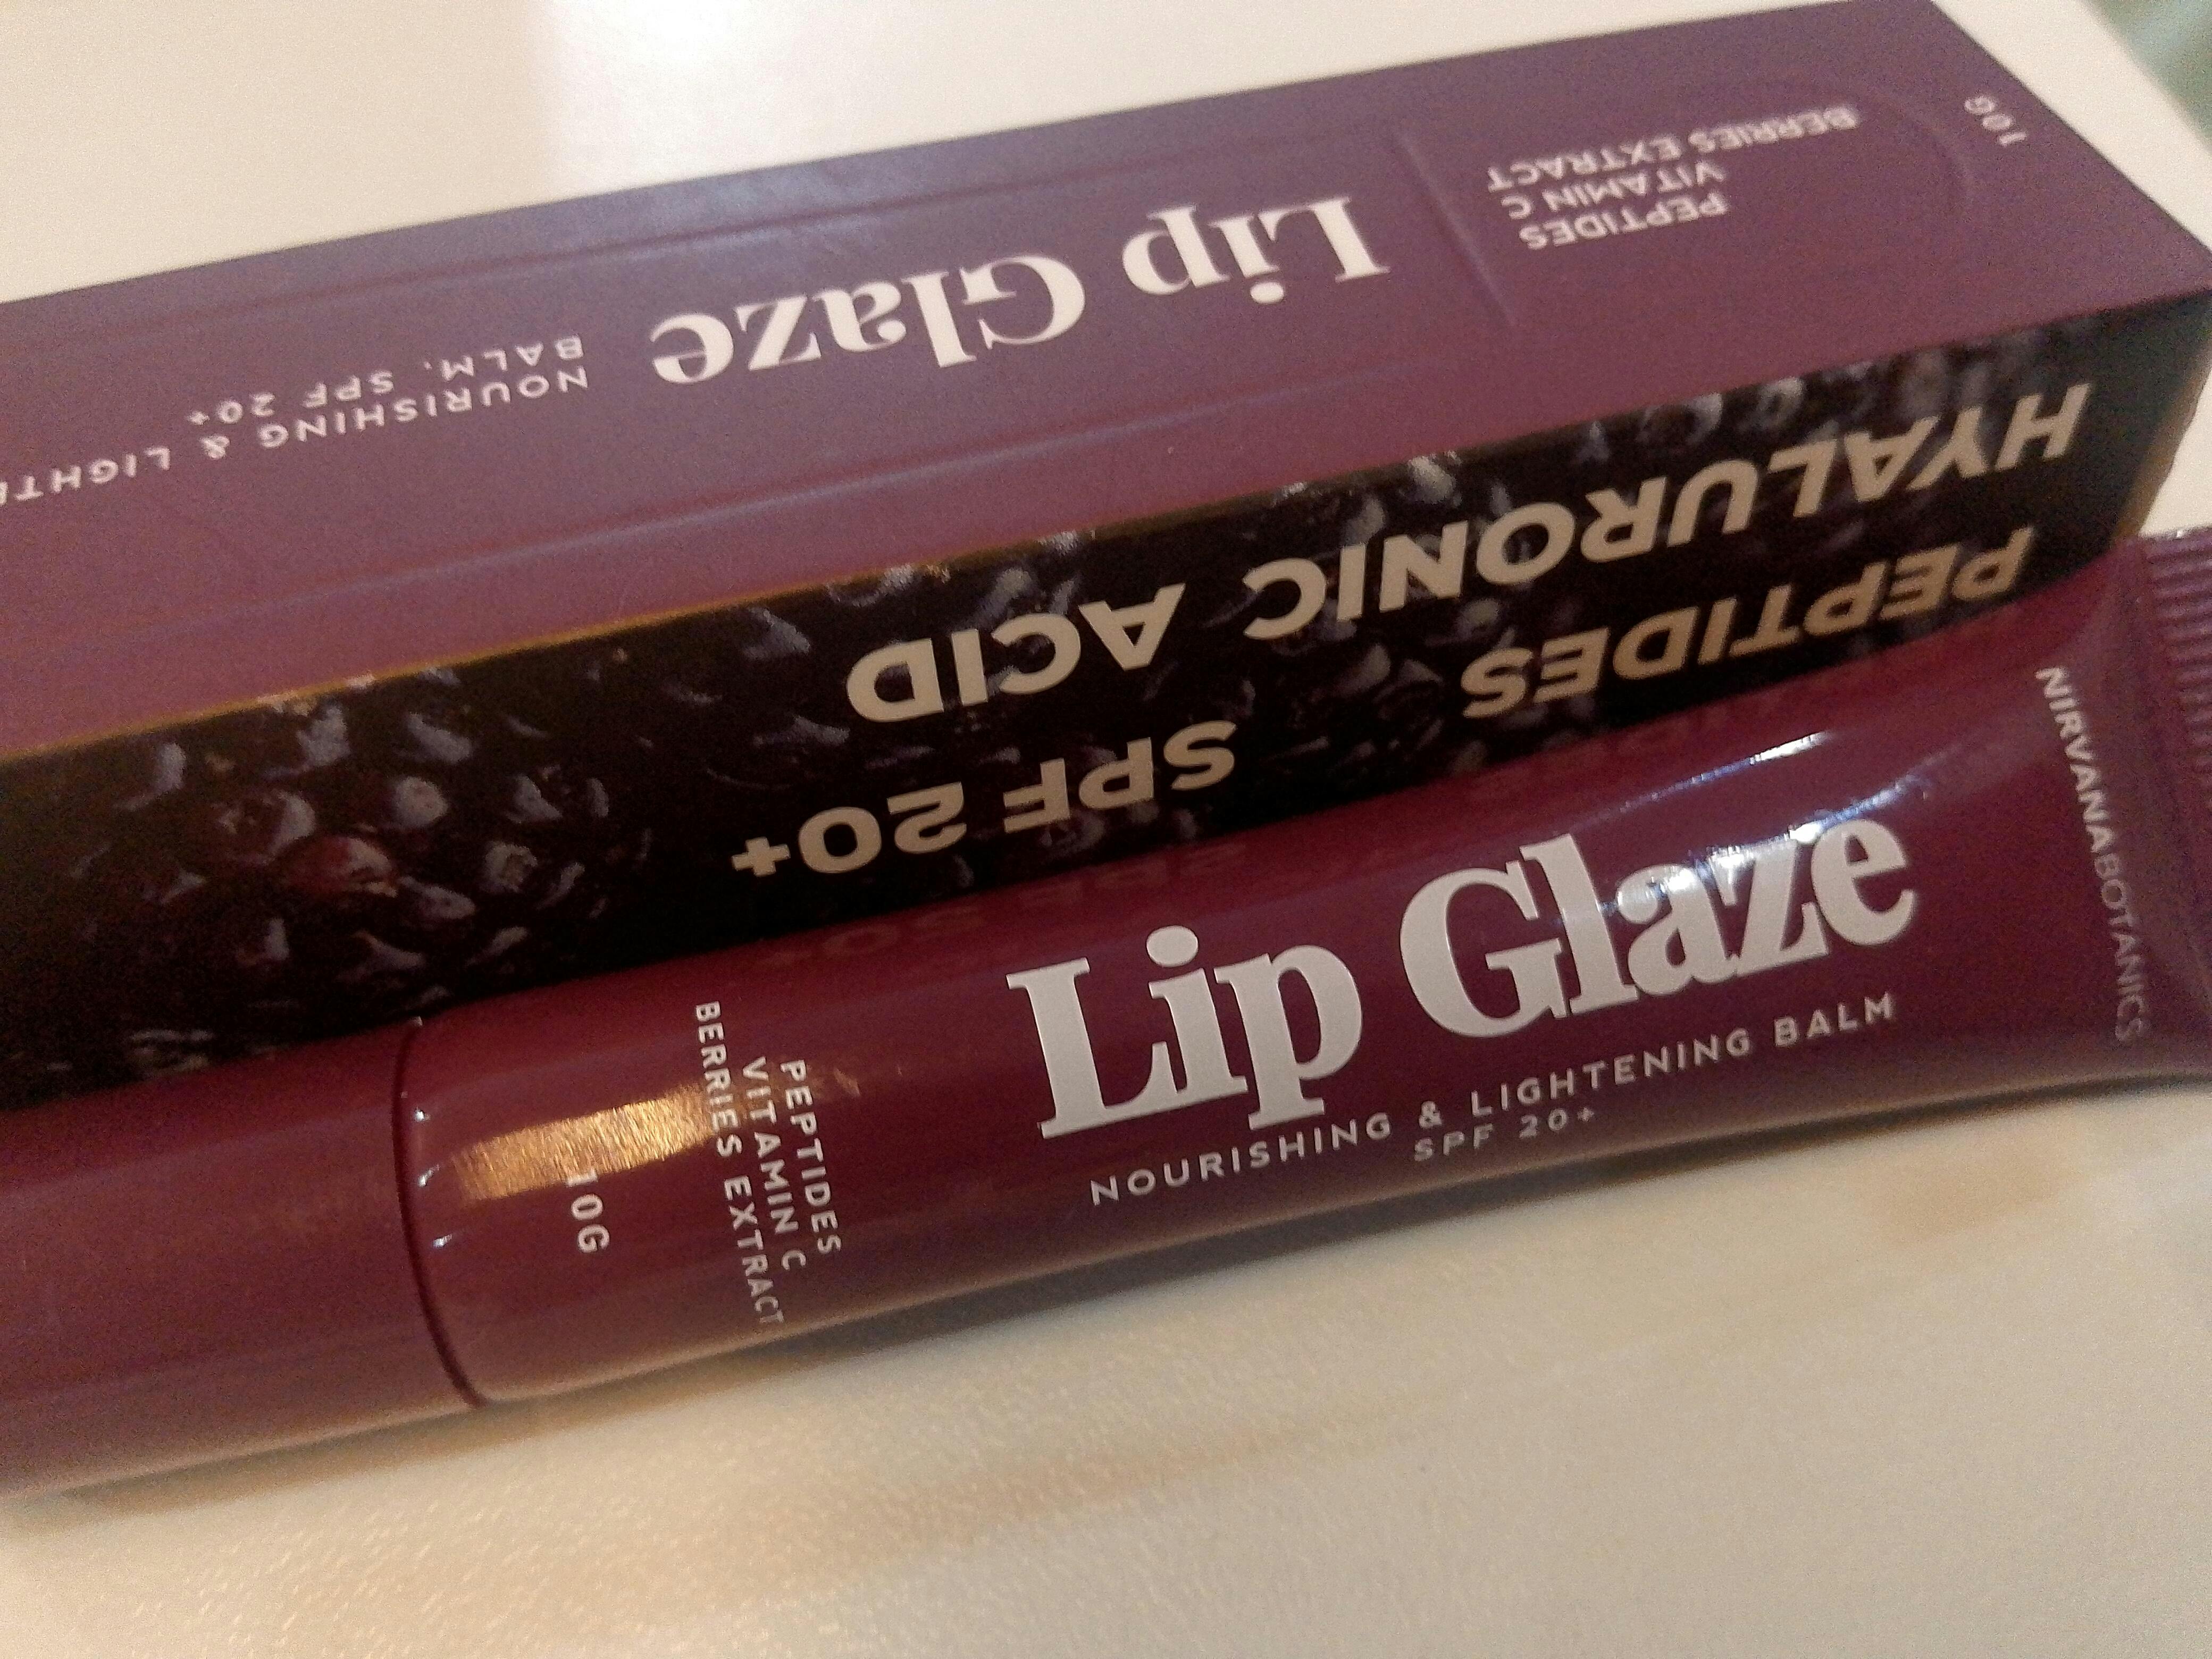 10G
PEPTIDES
VITAMIN C
BERRIES EXTRACT
Lip Glaze
NOURISHING &
BALM. SPF 20+
HYALURONIC ACID
PEPTIDES SPF 20+
Lip Glaze
NOURISHING & LIGHTENING BALM
SPF 20+
PEPTIDES
VITAMIN C
BERRIES EXTRACT
10G
NIRVANABOTANICS